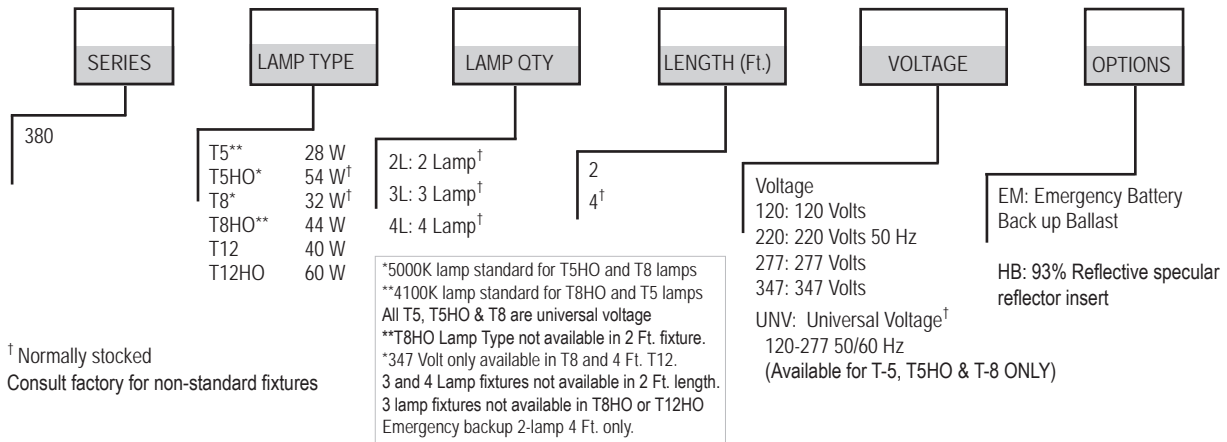 SERIES
LAMP TYPE
LAMP QTY
LENGTH (Ft.)
VOLTAGE
OPTIONS
380
T5** 28 W
T5HO* 54 W†
T8* 32 W†
T8HO** 44 W
T12 40 W
T12HO 60 W
2L: 2 Lamp†
3L: 3 Lamp†
4L: 4 Lamp†
2
4†
Voltage
120: 120 Volts
220: 220 Volts 50 Hz
277: 277 Volts
347: 347 Volts
UNV: Universal Voltage†
120-277 50/60 Hz
(Available for T-5, T5HO & T-8 ONLY)
EM: Emergency Battery
Back up Ballast
HB: 93% Reflective specular
reflector insert
*5000K lamp standard for T5HO and T8 lamps
**4100K lamp standard for T8HO and T5 lamps
All T5, T5HO & T8 are universal voltage
**T8HO Lamp Type not available in 2 Ft. fixture.
*347 Volt only available in T8 and 4 Ft. T12.
3 and 4 Lamp fixtures not available in 2 Ft. length.
3 lamp fixtures not available in T8HO or T12HO
Emergency backup 2-lamp 4 Ft. only.
† Normally stocked
Consult factory for non-standard fixtures